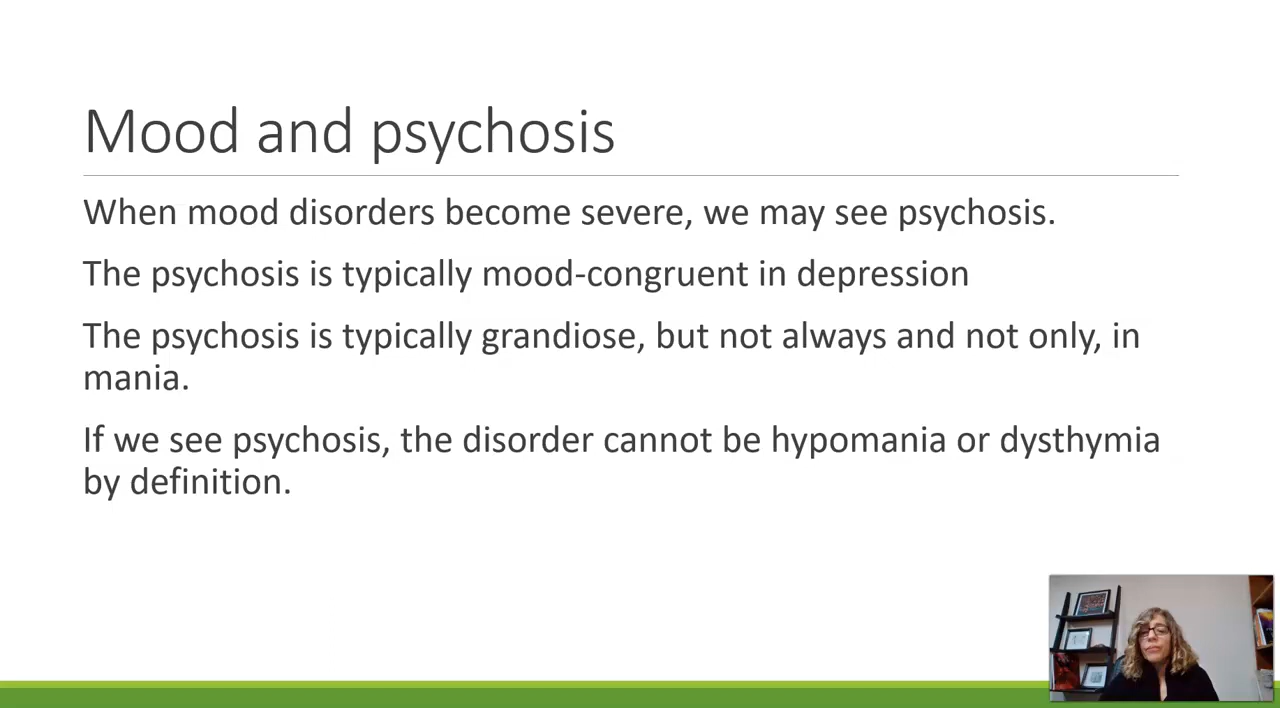 Mood and psychosis
When mood disorders become severe, we may see psychosis.
The psychosis is typically mood-congruent in depression
The psychosis is typically grandiose, but not always and not only, in
mania.
If we see psychosis, the disorder cannot be hypomania or dysthymia
by definition.